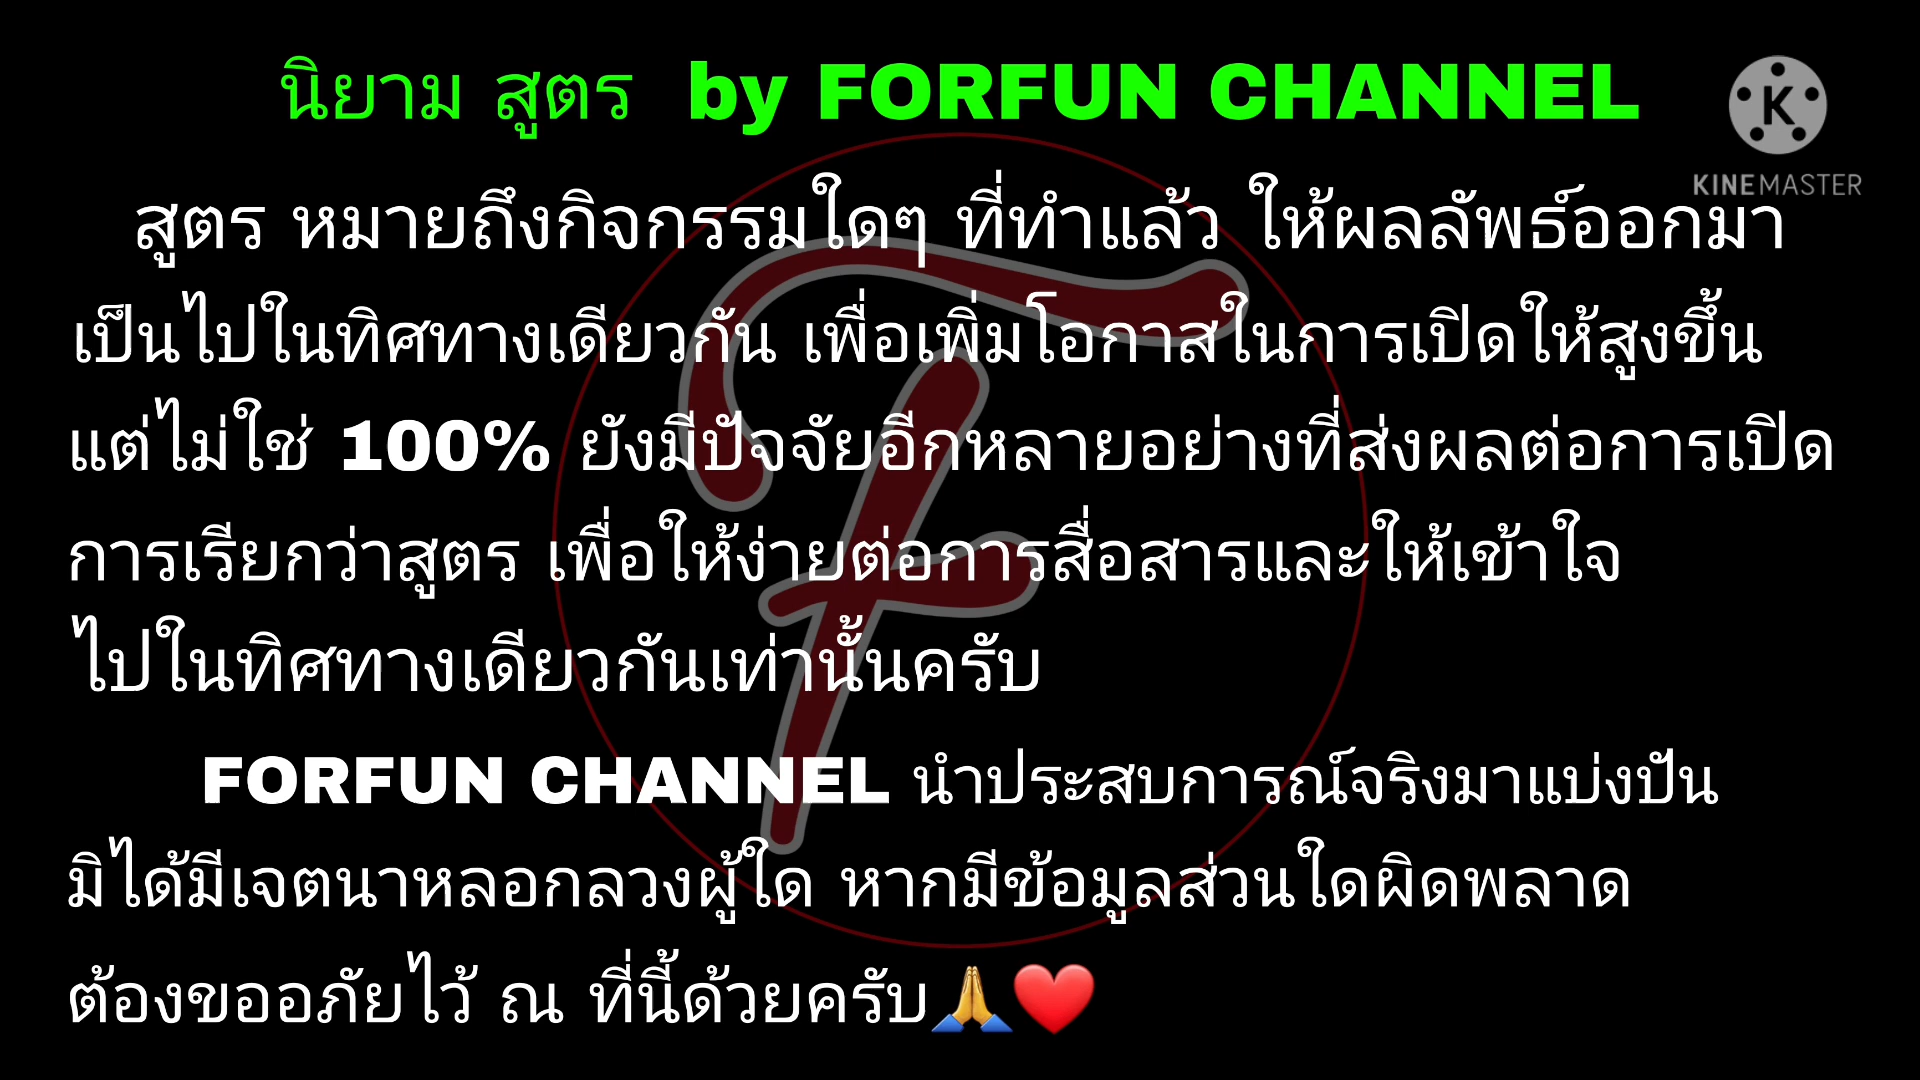 นิยาม สูตร by FORFUN CHANNEL
K
KINEMASTER
สูตร หมายถึงกิจกรรมใดๆ ที่ทำแล้ว ให้ผลลัพธ์ออกมา
เป็นไปในทิศทางเดียวกัน เพื่อเพิ่มโอกาสในการเปิดให้สูงขึ้น
แต่ไม่ใช่ 100% ยังมีปัจจัยอีกหลายอย่างที่ส่งผลต่อการเปิด
การเรียกว่าสูตร เพื่อให้ง่ายต่อการสื่อสารและให้เข้าใจ
ไปในทิศทางเดียวกันเท่านั้นครับ
FORFUN CHANNEL นำประสบการณ์จริงมาแบ่งปัน
มิได้มีเจตนาหลอกลวงผู้ใด หากมีข้อมูลส่วนใดผิดพลาด
ต้องขออภัยไว้ ณ ที่นี้ด้วยครับ🙏❤️